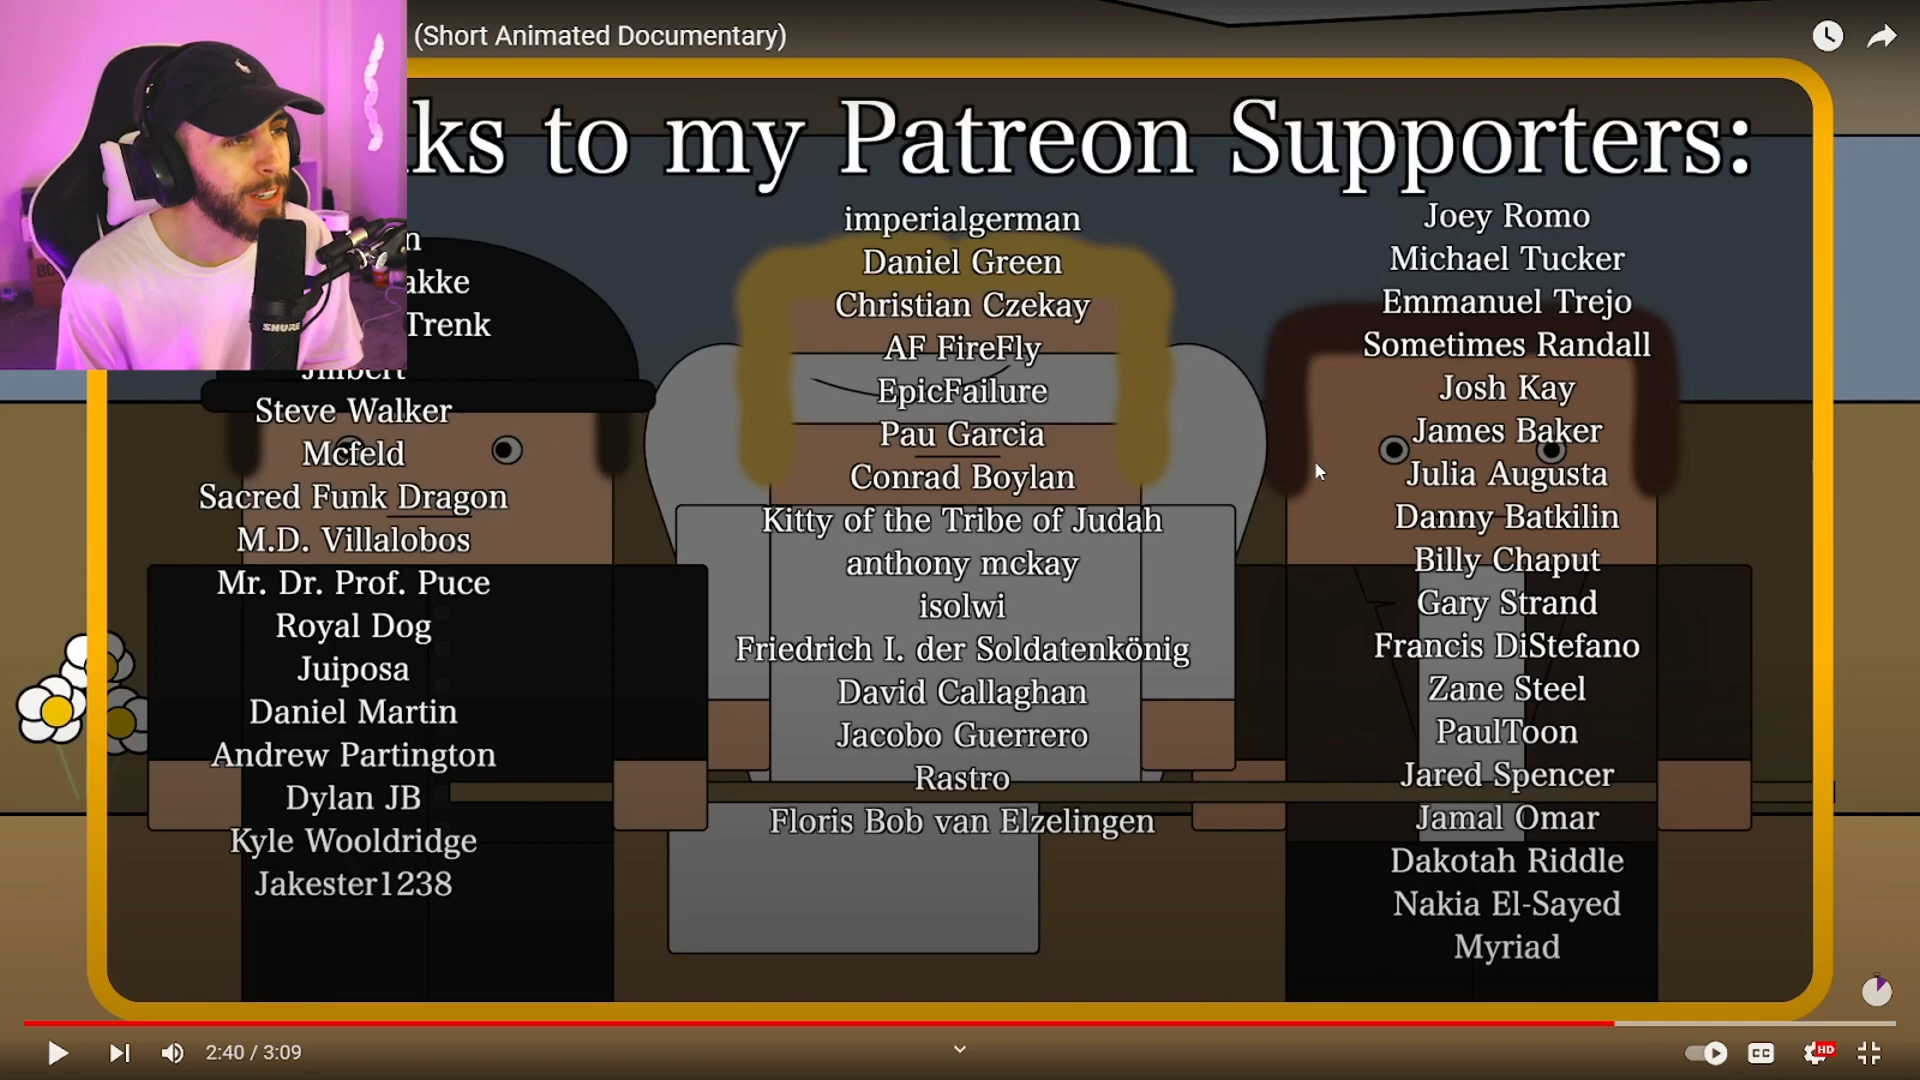 (Short Animated Documentary)
ks to my Patreon Supporters:
n
akke
Trenk
Jilbert
Steve Walker
Mcfeld
Sacred Funk Dragon
M.D. Villalobos
Mr. Dr. Prof. Puce
Royal Dog
Juiposa
Daniel Martin
Andrew Partington
Dylan JB
Kyle Wooldridge
Jakester1238
imperialgerman
Daniel Green
Christian Czekay
AF FireFly
EpicFailure
Pau Garcia
Conrad Boylan
Kitty of the Tribe of Judah
anthony mckay
isolwi
Friedrich I. der Soldatenkönig
David Callaghan
Jacobo Guerrero
Rastro
Floris Bob van Elzelingen
Joey Romo
Michael Tucker
Emmanuel Trejo
Sometimes Randall
Josh Kay
James Baker
Julia Augusta
Danny Batkilin
Billy Chaput
Gary Strand
Francis DiStefano
Zane Steel
PaulToon
Jared Spencer
Jamal Omar
Dakotah Riddle
Nakia El-Sayed
Myriad
SHURE
2:40 / 3:09
CC
HD